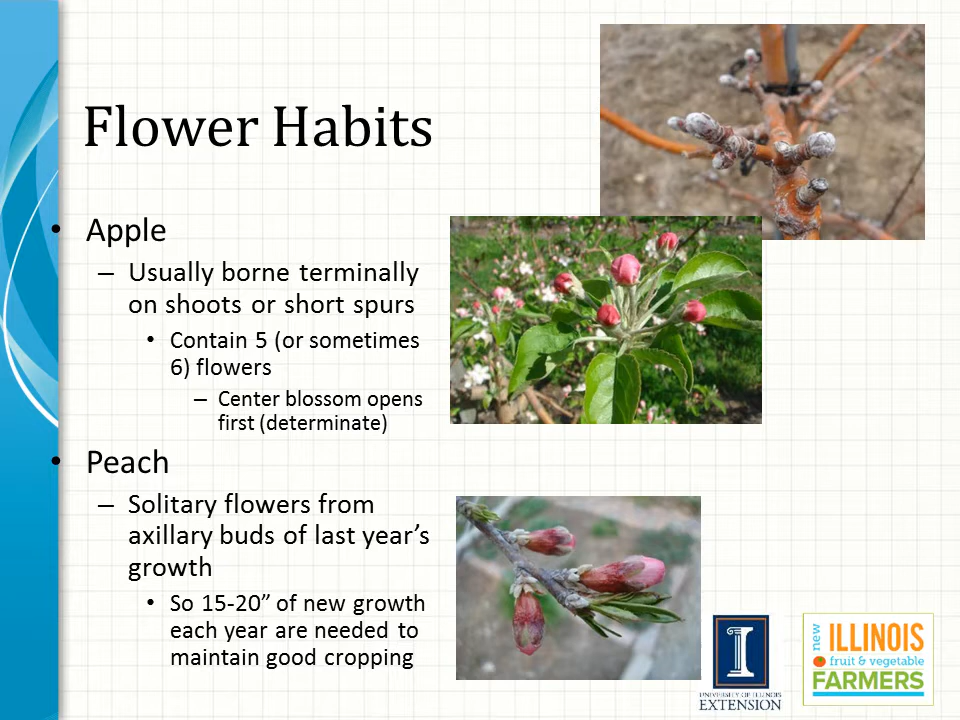 Flower Habits
• Apple
– Usually borne terminally
on shoots or short spurs
• Contain 5 (or sometimes
6) flowers
– Center blossom opens
first (determinate)
• Peach
– Solitary flowers from
axillary buds of last year’s
growth
• So 15-20” of new growth
each year are needed to
maintain good cropping
I
UNIVERSITY OF ILLINOIS
EXTENSION
new
ILLINOIS
fruit & vegetable
FARMERS